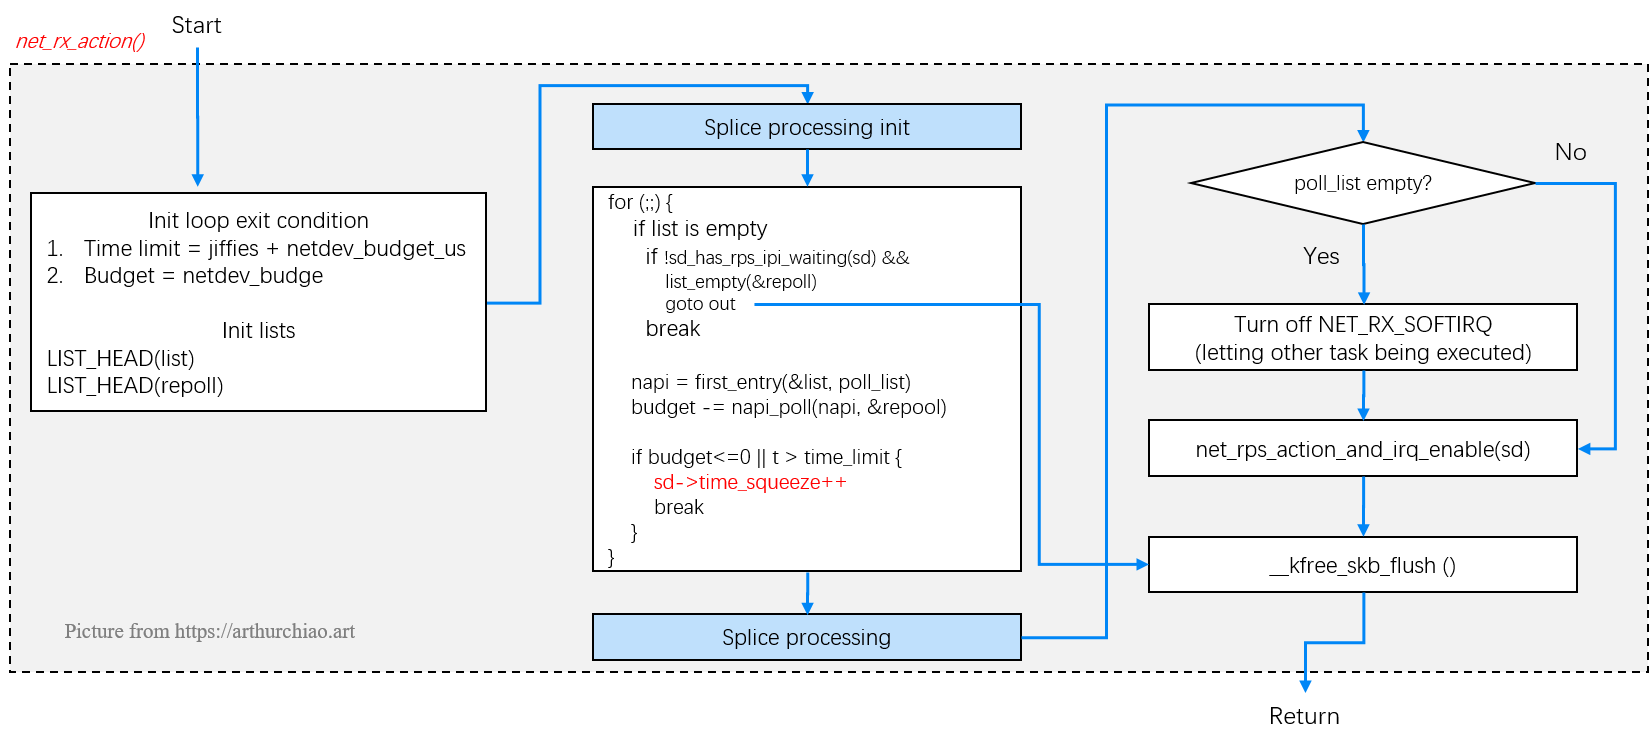 Start
net_rx_action()
Init loop exit condition
1. Time limit = jiffies + netdev_budget_us
2. Budget = netdev_budge
Init lists
LIST_HEAD(list)
LIST_HEAD(repoll)
Splice processing init
for (;;) {
if list is empty
if !sd_has_rps_ipi_waiting(sd) &&
list_empty(&repoll)
goto out
break
napi = first_entry(&list, poll_list)
budget -= napi_poll(napi, &repool)
if budget<=0 || t > time_limit {
sd->time_squeeze++
break
}
}
Splice processing
poll_list empty?
No
Yes
Turn off NET_RX_SOFTIRQ
(letting other task being executed)
net_rps_action_and_irq_enable(sd)
__kfree_skb_flush ()
Return
Picture from https://arthurchiao.art